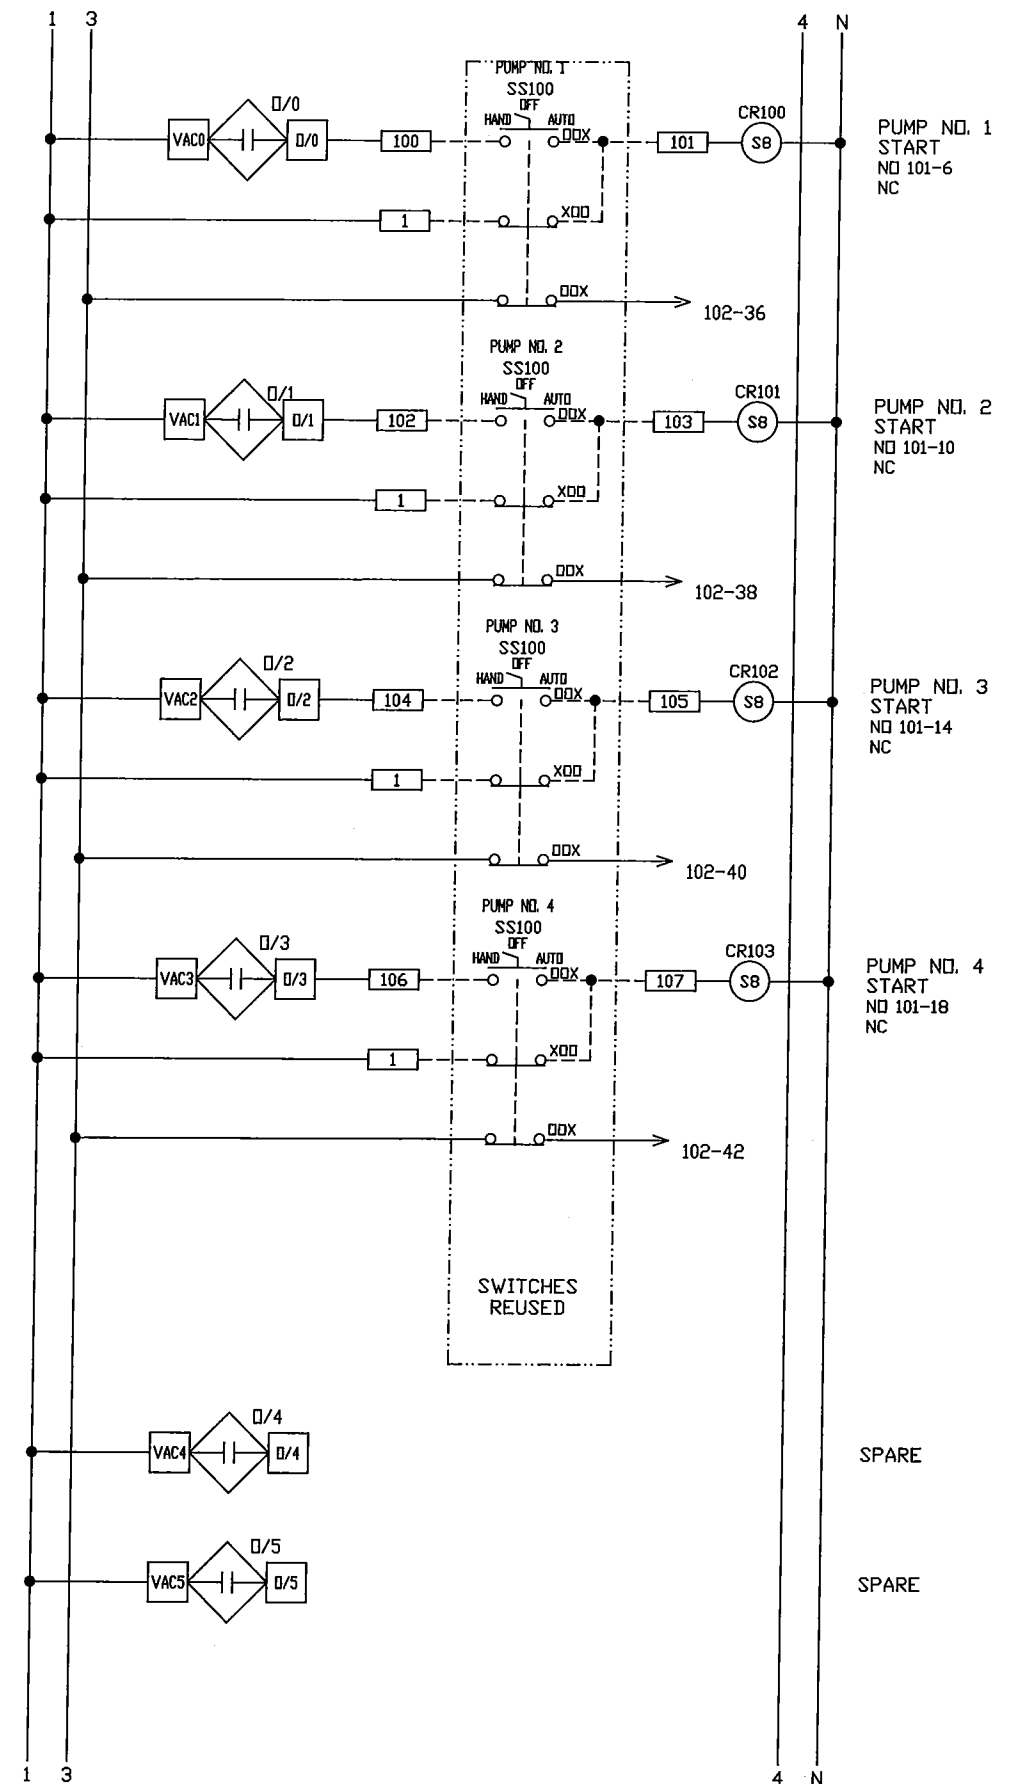 1 3 4 N
PUMP NO. 1
SS100
OFF
HAND AUTO
O/0
VAC0 O/0 100 OOX 101 CR100 S8
PUMP NO. 1
START
NO 101-6
NC
1 XOO
OOX 102-36
PUMP NO. 2
SS100
OFF
HAND AUTO
O/1
VAC1 O/1 102 OOX 103 CR101 S8
PUMP NO. 2
START
NO 101-10
NC
1 XOO
OOX 102-38
PUMP NO. 3
SS100
OFF
HAND AUTO
O/2
VAC2 O/2 104 OOX 105 CR102 S8
PUMP NO. 3
START
NO 101-14
NC
1 XOO
OOX 102-40
PUMP NO. 4
SS100
OFF
HAND AUTO
O/3
VAC3 O/3 106 OOX 107 CR103 S8
PUMP NO. 4
START
NO 101-18
NC
1 XOO
OOX 102-42
SWITCHES
REUSED
O/4
VAC4 O/4 SPARE
O/5
VAC5 O/5 SPARE
1 3 4 N